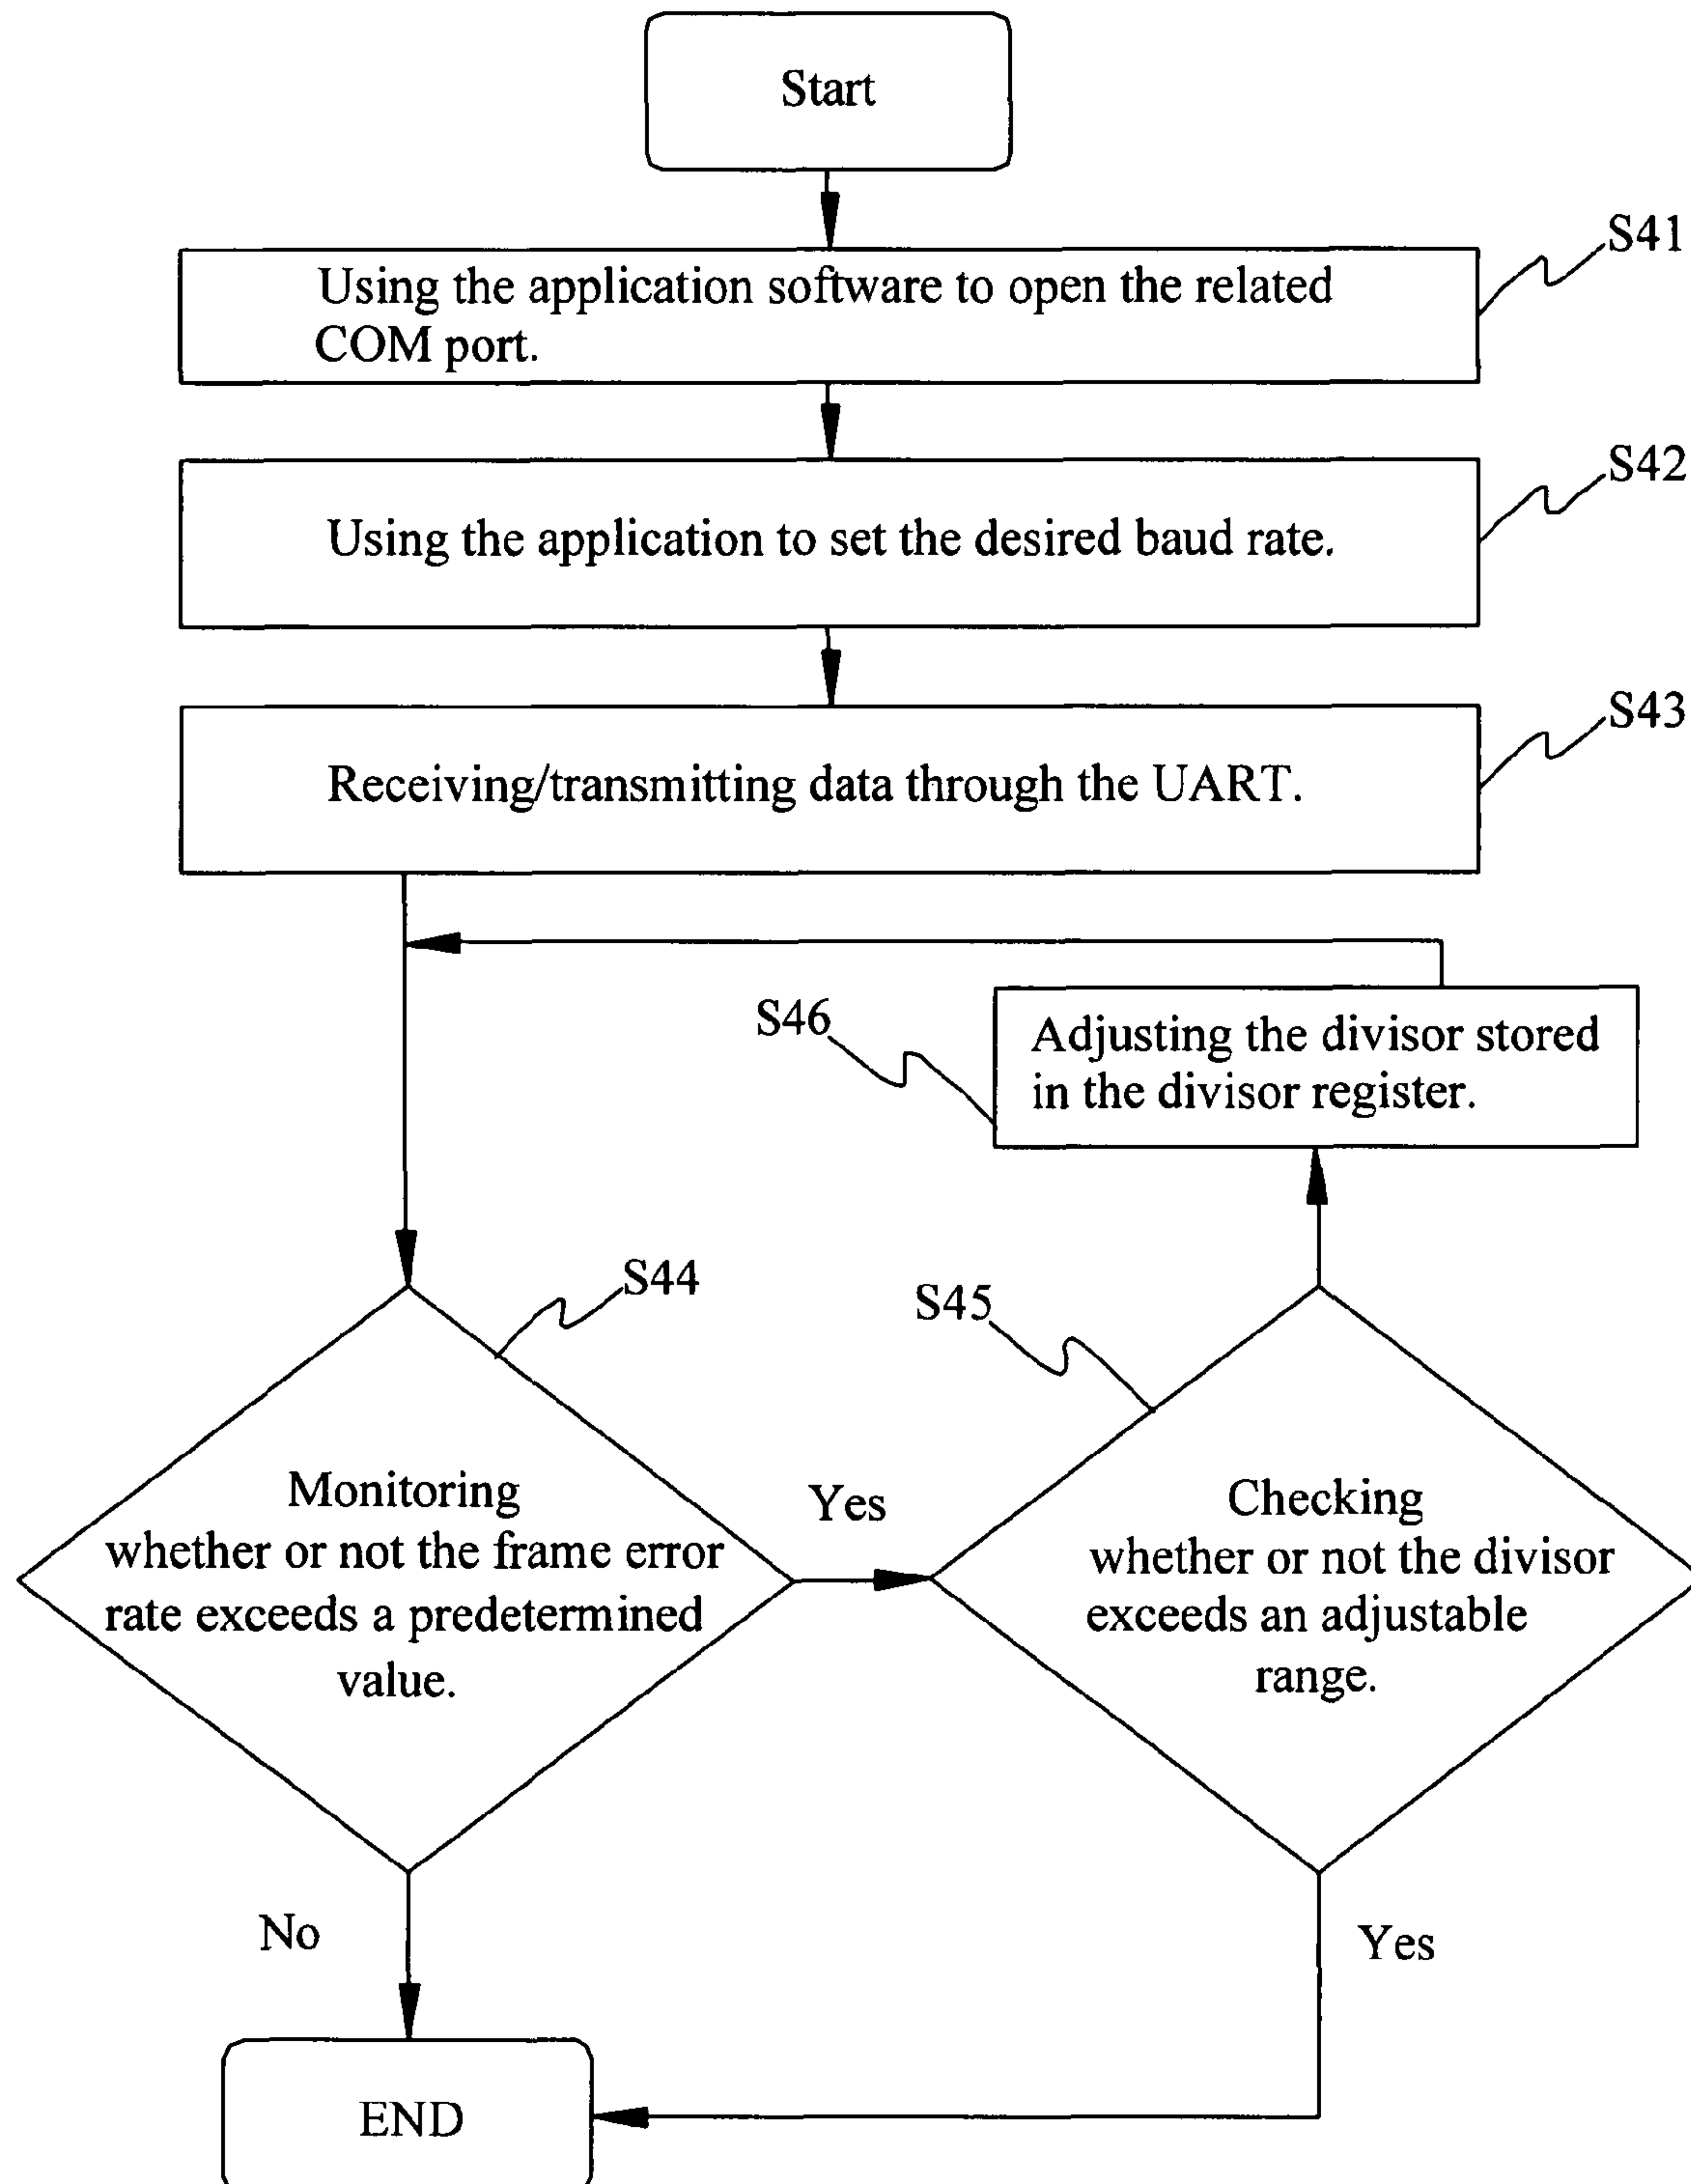 Start
S41
Using the application software to open the related
COM port.
S42
Using the application to set the desired baud rate.
S43
Receiving/transmitting data through the UART.
S46
Adjusting the divisor stored
in the divisor register.
S44
S45
Monitoring
whether or not the frame error
rate exceeds a predetermined
value.
Yes
Checking
whether or not the divisor
exceeds an adjustable
range.
No
Yes
END